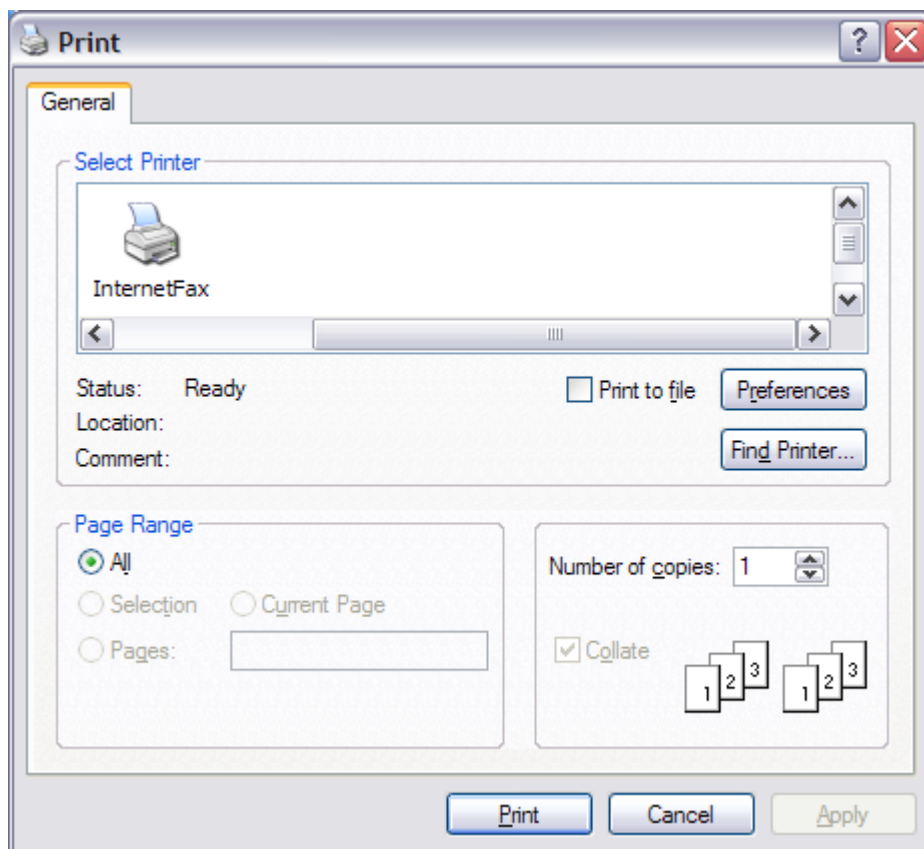 Print
General
Select Printer
InternetFax
Status: Ready
Print to file
Preferences
Location:
Comment:
Find Printer...
Page Range
All
Selection
Current Page
Pages:
Number of copies: 1
Collate
1 2 3 1 2 3
Print
Cancel
Apply